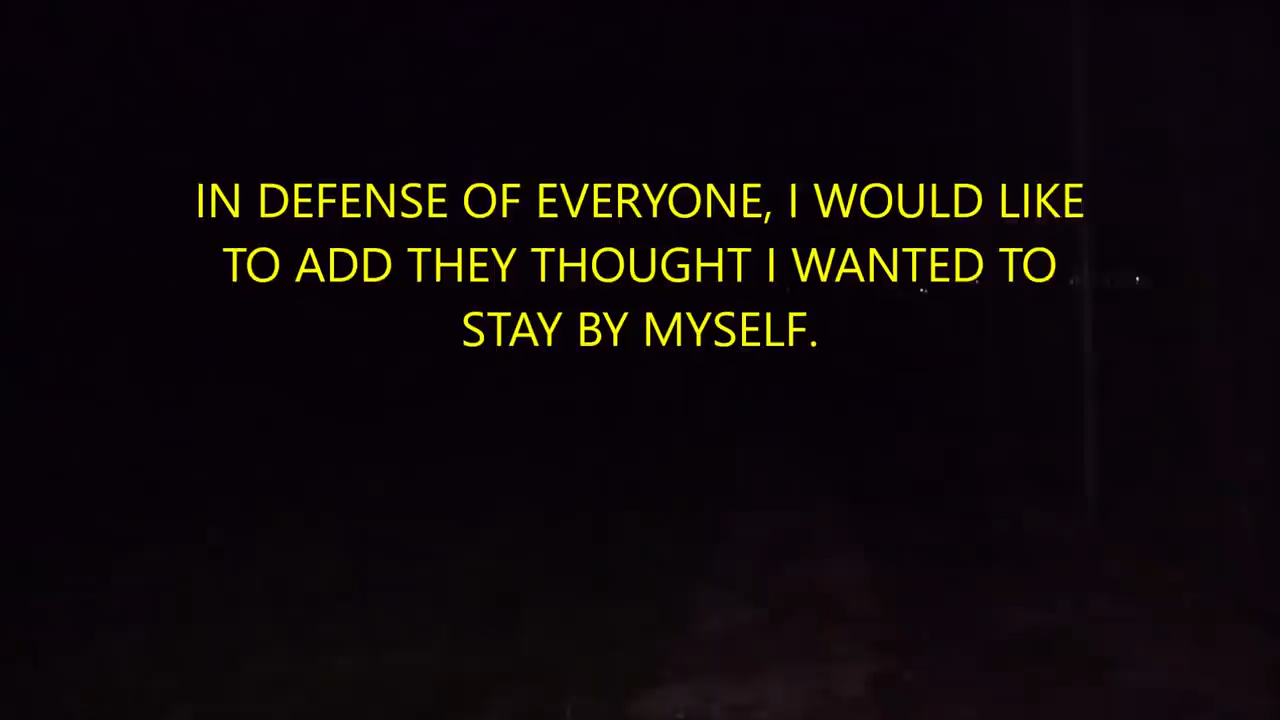 IN DEFENSE OF EVERYONE, I WOULD LIKE
TO ADD THEY THOUGHT I WANTED TO
STAY BY MYSELF.